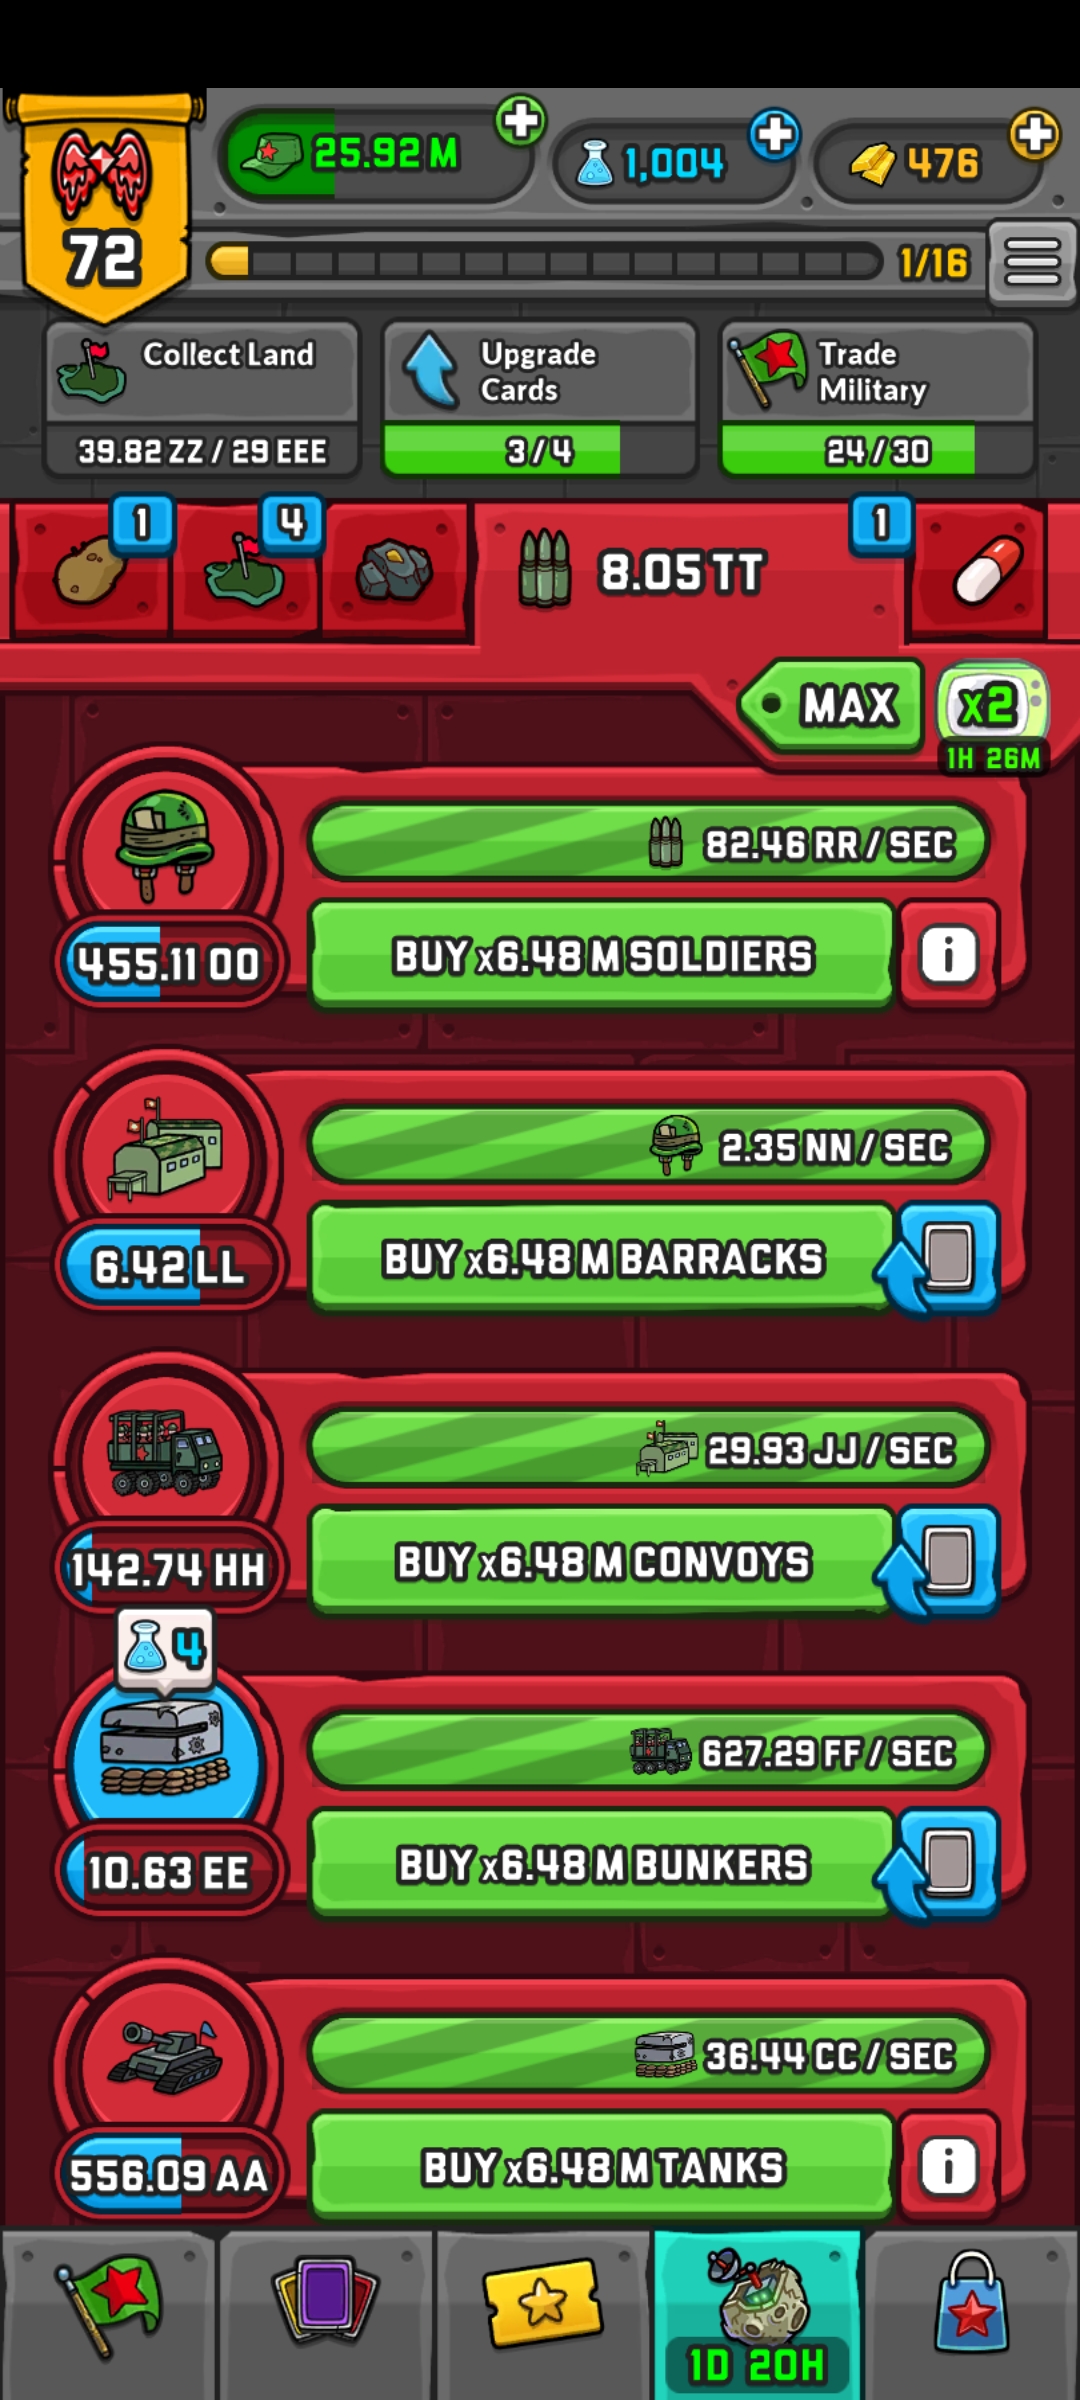 25.92 M
1,004
476
72
1/16
Collect Land
39.82 ZZ / 29 EEE
Upgrade
Cards
3/4
Trade
Military
24/30
1
4
8.05 TT
1
MAX
x2
1H 26M
82.46 RR / SEC
455.11 OO
BUY x6.48 M SOLDIERS
i
2.35 NN / SEC
6.42 LL
BUY x6.48 M BARRACKS
29.93 JJ / SEC
142.74 HH
BUY x6.48 M CONVOYS
4
627.29 FF / SEC
10.63 EE
BUY x6.48 M BUNKERS
36.44 CC / SEC
556.09 AA
BUY x6.48 M TANKS
i
1D 20H